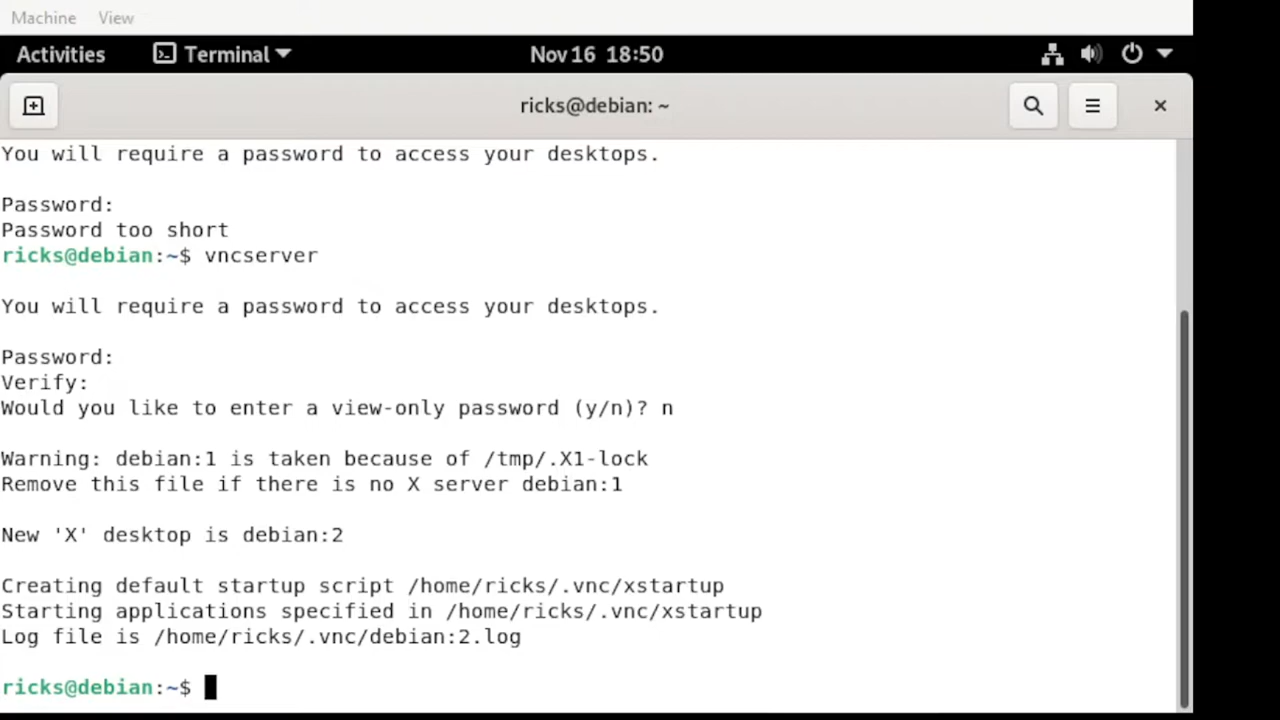 Machine View
Activities Terminal Nov 16 18:50
ricks@debian: ~
You will require a password to access your desktops.
Password:
Password too short
ricks@debian:~$ vncserver
You will require a password to access your desktops.
Password:
Verify:
Would you like to enter a view-only password (y/n)? n
Warning: debian:1 is taken because of /tmp/.X1-lock
Remove this file if there is no X server debian:1
New 'X' desktop is debian:2
Creating default startup script /home/ricks/.vnc/xstartup
Starting applications specified in /home/ricks/.vnc/xstartup
Log file is /home/ricks/.vnc/debian:2.log
ricks@debian:~$